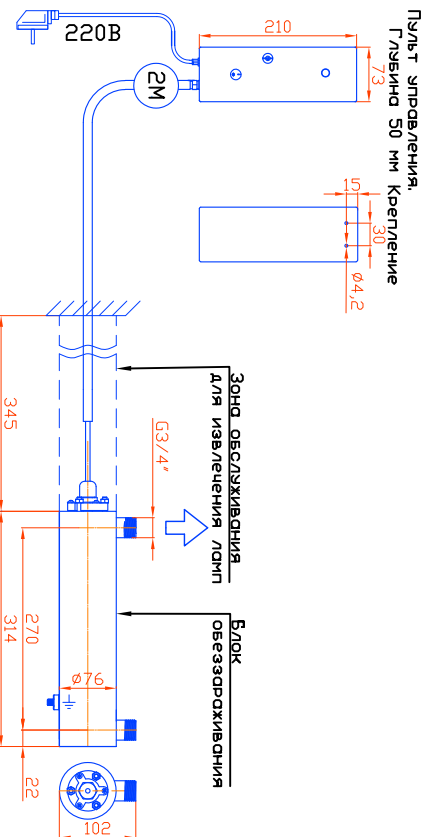 Пульт управления.
Глубина 50 мм Крепление
220В
210
73
2М
15
30
ø4,2
Зона обслуживания
для извлечения ламп
G3/4"
Блок
обеззараживания
345
270
314
ø76
22
102